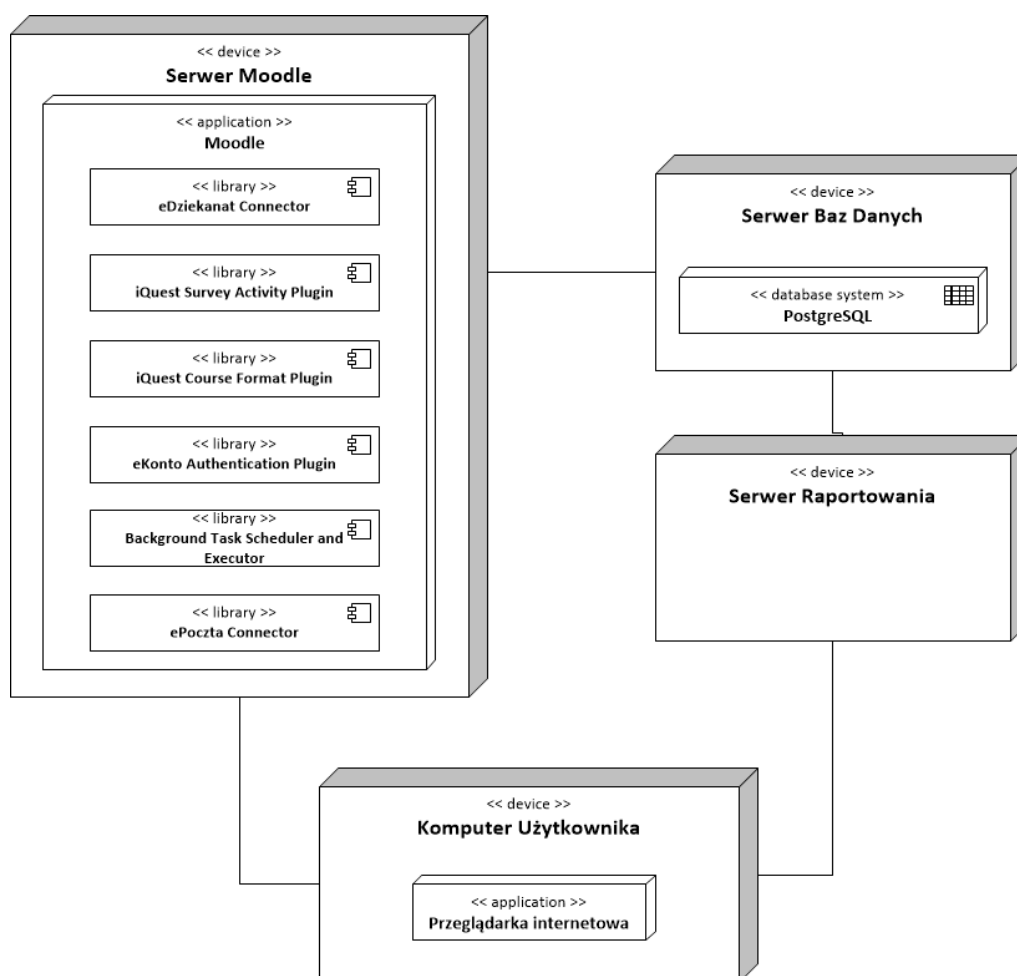 << device >>
Serwer Moodle
<< application >>
Moodle
<< library >>
eDziekanat Connector
<< library >>
iQuest Survey Activity Plugin
<< library >>
iQuest Course Format Plugin
<< library >>
eKonto Authentication Plugin
<< library >>
Background Task Scheduler and
Executor
<< library >>
ePoczta Connector
<< device >>
Serwer Baz Danych
<< database system >>
PostgreSQL
<< device >>
Serwer Raportowania
<< device >>
Komputer Użytkownika
<< application >>
Przeglądarka internetowa